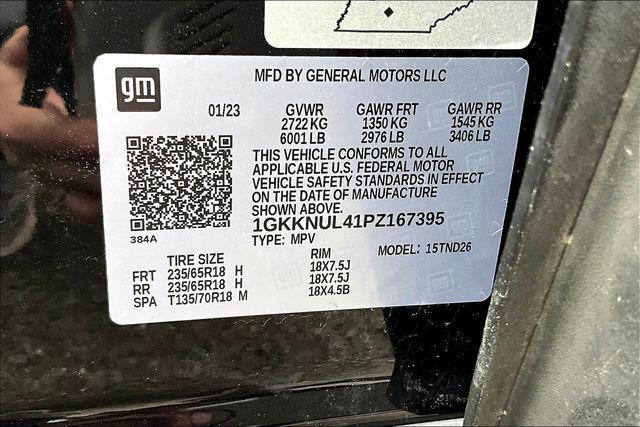 gm
MFD BY GENERAL MOTORS LLC
01/23 GVWR GAWR FRT GAWR RR
2722 KG 1350 KG 1545 KG
6001 LB 2976 LB 3406 LB
THIS VEHICLE CONFORMS TO ALL
APPLICABLE U.S. FEDERAL MOTOR
VEHICLE SAFETY STANDARDS IN EFFECT
ON THE DATE OF MANUFACTURE
SHOWN ABOVE.
1GKKNUL41PZ167395
384A
TYPE: MPV MODEL: 15TND26
TIRE SIZE RIM
FRT 235/65R18 H 18X7.5J
RR 235/65R18 H 18X7.5J
SPA T135/70R18 M 18X4.5B